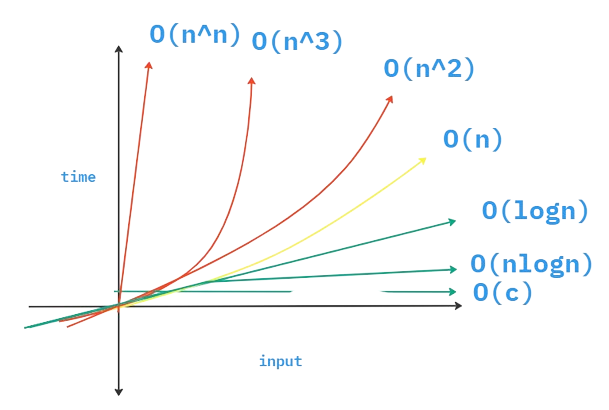 O(n^n)
O(n^3)
O(n^2)
O(n)
time
O(logn)
O(nlogn)
O(c)
input